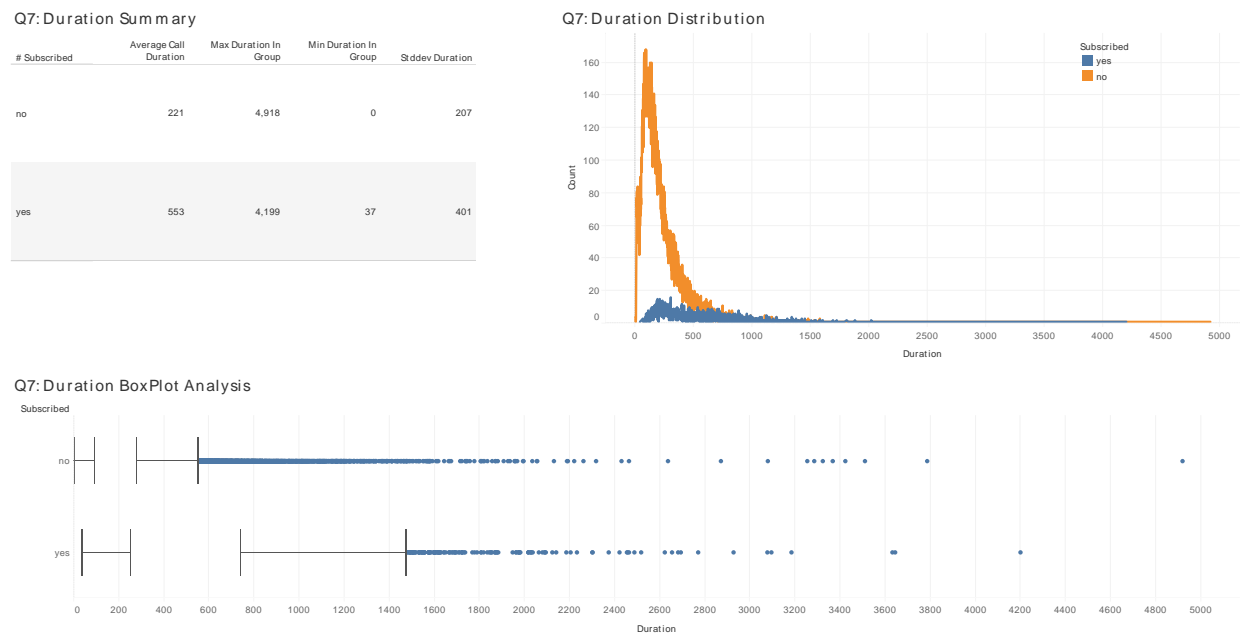 Q7: Duration Summary
# Subscribed Average Call Duration Max Duration In Group Min Duration In Group Stddev Duration
no 221 4,918 0 207
yes 553 4,199 37 401
Q7: Duration Distribution
Subscribed
yes
no
Count
160
140
120
100
80
60
40
20
0
0 500 1000 1500 2000 2500 3000 3500 4000 4500 5000
Duration
Q7: Duration BoxPlot Analysis
Subscribed
no
yes
0 200 400 600 800 1000 1200 1400 1600 1800 2000 2200 2400 2600 2800 3000 3200 3400 3600 3800 4000 4200 4400 4600 4800 5000
Duration